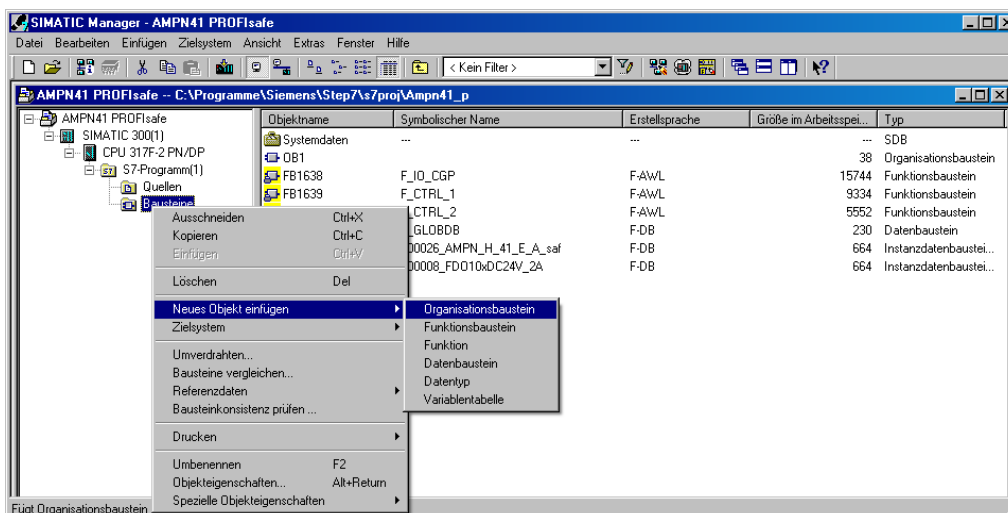 SIMATIC Manager - AMPN41 PROFIsafe
Datei Bearbeiten Einfügen Zielsystem Ansicht Extras Fenster Hilfe
< Kein Filter >
AMPN41 PROFIsafe -- C:\Programme\Siemens\Step7\s7proj\Ampn41_p
AMPN41 PROFIsafe
SIMATIC 300(1)
CPU 317F-2 PN/DP
S7-Programm(1)
Quellen
Bausteine
Objektname Symbolischer Name Erstellsprache Größe im Arbeitsspei... Typ
Systemdaten --- --- --- SDB
OB1 38 Organisationsbaustein
FB1638 F_IO_CGP F-AWL 15744 Funktionsbaustein
FB1639 F_CTRL_1 F-AWL 9334 Funktionsbaustein
_CTRL_2 F-AWL 5552 Funktionsbaustein
_GLOBDB F-DB 230 Datenbaustein
00026_AMPN_H_41_E_A_saf F-DB 664 Instanzdatenbaustei...
00008_FDO10xDC24V_2A F-DB 664 Instanzdatenbaustei...
Ausschneiden Ctrl+X
Kopieren Ctrl+C
Einfügen Ctrl+V
Löschen Del
Neues Objekt einfügen
Zielsystem
Umverdrahten...
Bausteine vergleichen...
Referenzdaten
Bausteinkonsistenz prüfen ...
Drucken
Umbenennen F2
Objekteigenschaften... Alt+Return
Spezielle Objekteigenschaften
Organisationsbaustein
Funktionsbaustein
Funktion
Datenbaustein
Datentyp
Variablentabelle
Fügt Organisationsbaustein